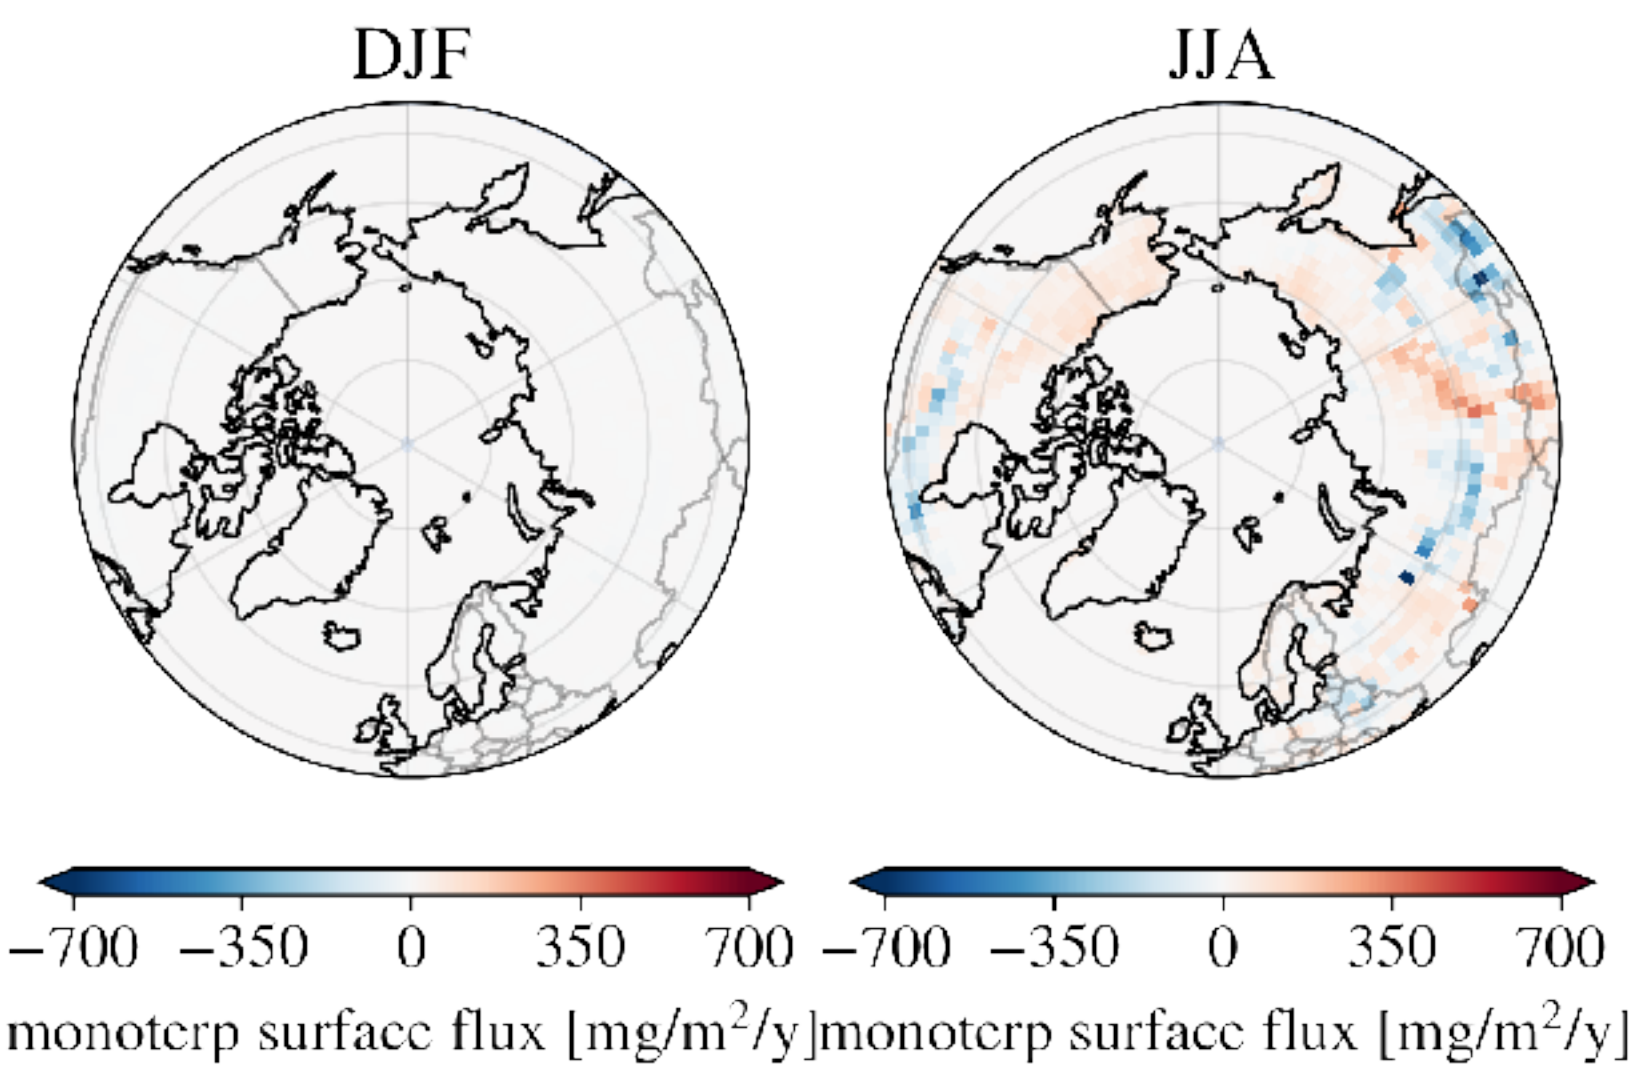 DJF JJA
−700 −350 0 350 700 −700 −350 0 350 700
monoterp surface flux [mg/m²/y] monoterp surface flux [mg/m²/y]